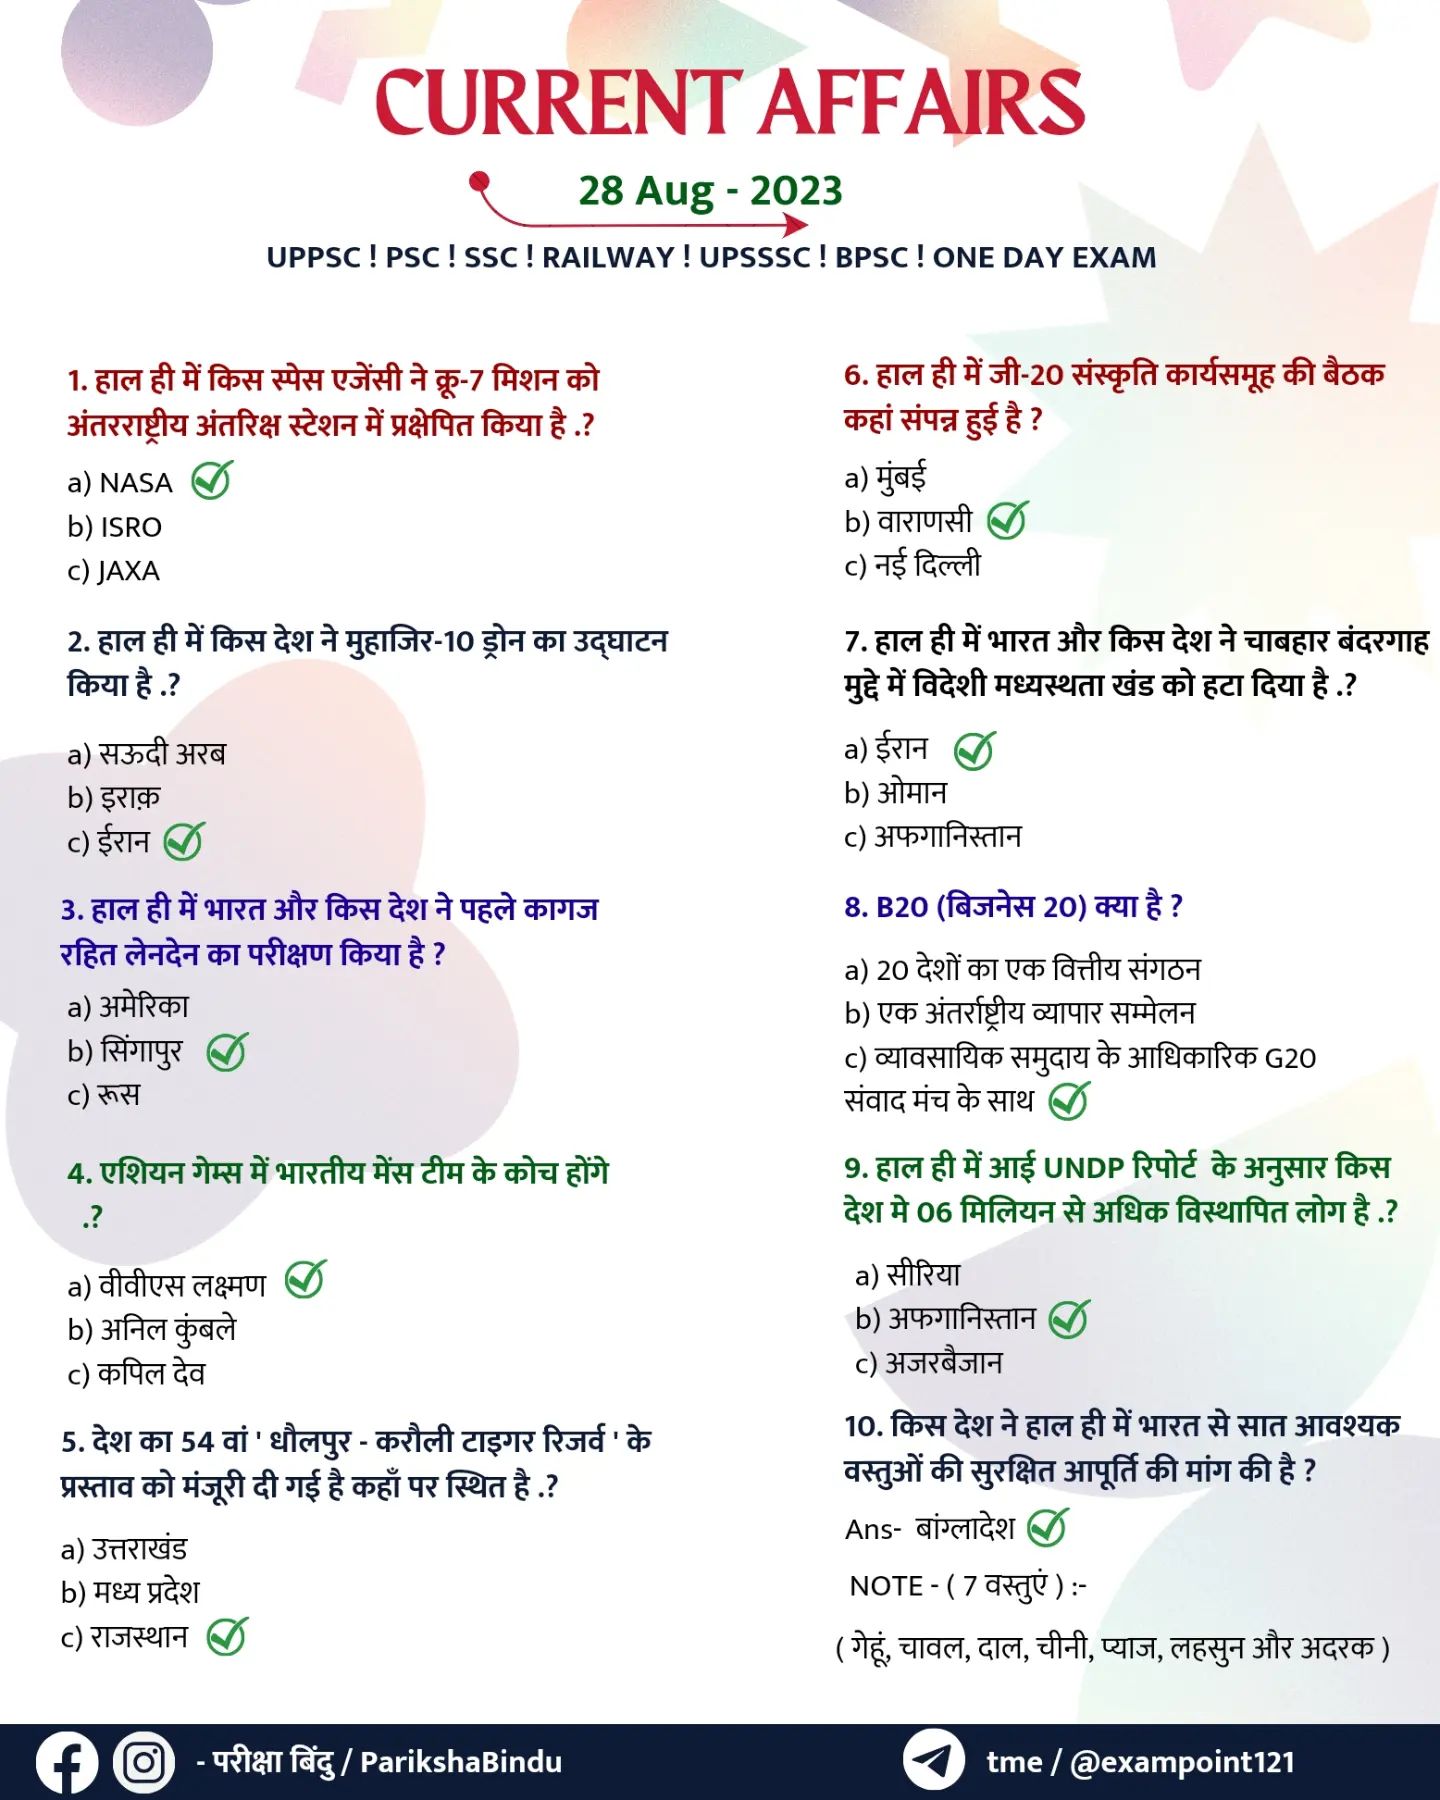 CURRENT AFFAIRS
28 Aug - 2023
UPPSC ! PSC ! SSC ! RAILWAY ! UPSSSC ! BPSC ! ONE DAY EXAM
1. हाल ही में किस स्पेस एजेंसी ने क्रू-7 मिशन को
अंतरराष्ट्रीय अंतरिक्ष स्टेशन में प्रक्षेपित किया है .?
a) NASA
b) ISRO
c) JAXA
2. हाल ही में किस देश ने मुहाजिर-10 ड्रोन का उद्घाटन
किया है .?
a) सऊदी अरब
b) इराक़
c) ईरान
3. हाल ही में भारत और किस देश ने पहले कागज
रहित लेनदेन का परीक्षण किया है ?
a) अमेरिका
b) सिंगापुर
c) रूस
4. एशियन गेम्स में भारतीय मेंस टीम के कोच होंगे
.?
a) वीवीएस लक्ष्मण
b) अनिल कुंबले
c) कपिल देव
5. देश का 54 वां ' धौलपुर - करौली टाइगर रिजर्व ' के
प्रस्ताव को मंजूरी दी गई है कहाँ पर स्थित है .?
a) उत्तराखंड
b) मध्य प्रदेश
c) राजस्थान
6. हाल ही में जी-20 संस्कृति कार्यसमूह की बैठक
कहां संपन्न हुई है ?
a) मुंबई
b) वाराणसी
c) नई दिल्ली
7. हाल ही में भारत और किस देश ने चाबहार बंदरगाह
मुद्दे में विदेशी मध्यस्थता खंड को हटा दिया है .?
a) ईरान
b) ओमान
c) अफगानिस्तान
8. B20 (बिजनेस 20) क्या है ?
a) 20 देशों का एक वित्तीय संगठन
b) एक अंतर्राष्ट्रीय व्यापार सम्मेलन
c) व्यावसायिक समुदाय के आधिकारिक G20
संवाद मंच के साथ
9. हाल ही में आई UNDP रिपोर्ट के अनुसार किस
देश मे 06 मिलियन से अधिक विस्थापित लोग है .?
a) सीरिया
b) अफगानिस्तान
c) अजरबैजान
10. किस देश ने हाल ही में भारत से सात आवश्यक
वस्तुओं की सुरक्षित आपूर्ति की मांग की है ?
Ans- बांग्लादेश
NOTE - ( 7 वस्तुएं ) :-
( गेहूं, चावल, दाल, चीनी, प्याज, लहसुन और अदरक )
- परीक्षा बिंदु / ParikshaBindu
tme / @exampoint121